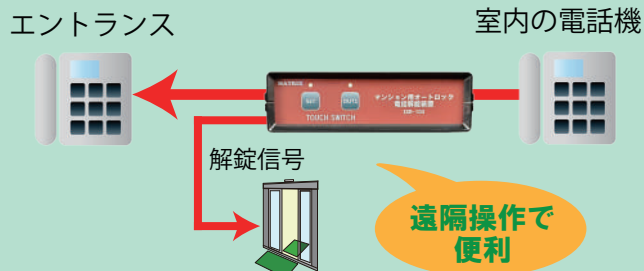 エントランス
室内の電話機
マンション用オートロック
電話解錠装置
TOUCH SWITCH
解錠信号
遠隔操作で
便利